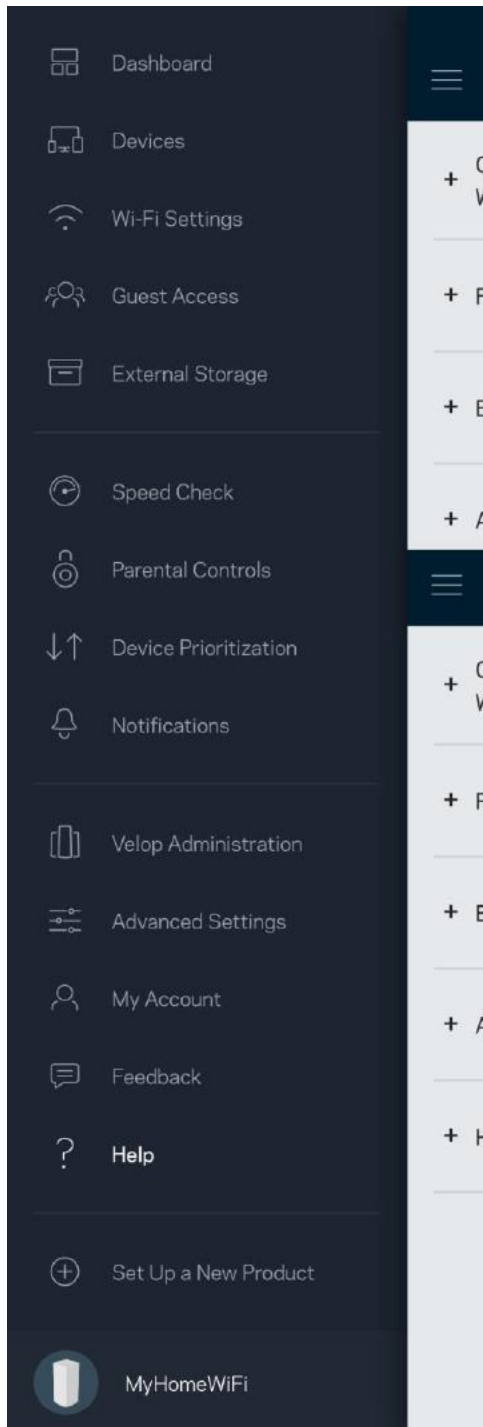 Dashboard
Devices
Wi-Fi Settings
Guest Access
External Storage
Speed Check
Parental Controls
Device Prioritization
Notifications
Velop Administration
Advanced Settings
My Account
Feedback
Help
Set Up a New Product
MyHomeWiFi